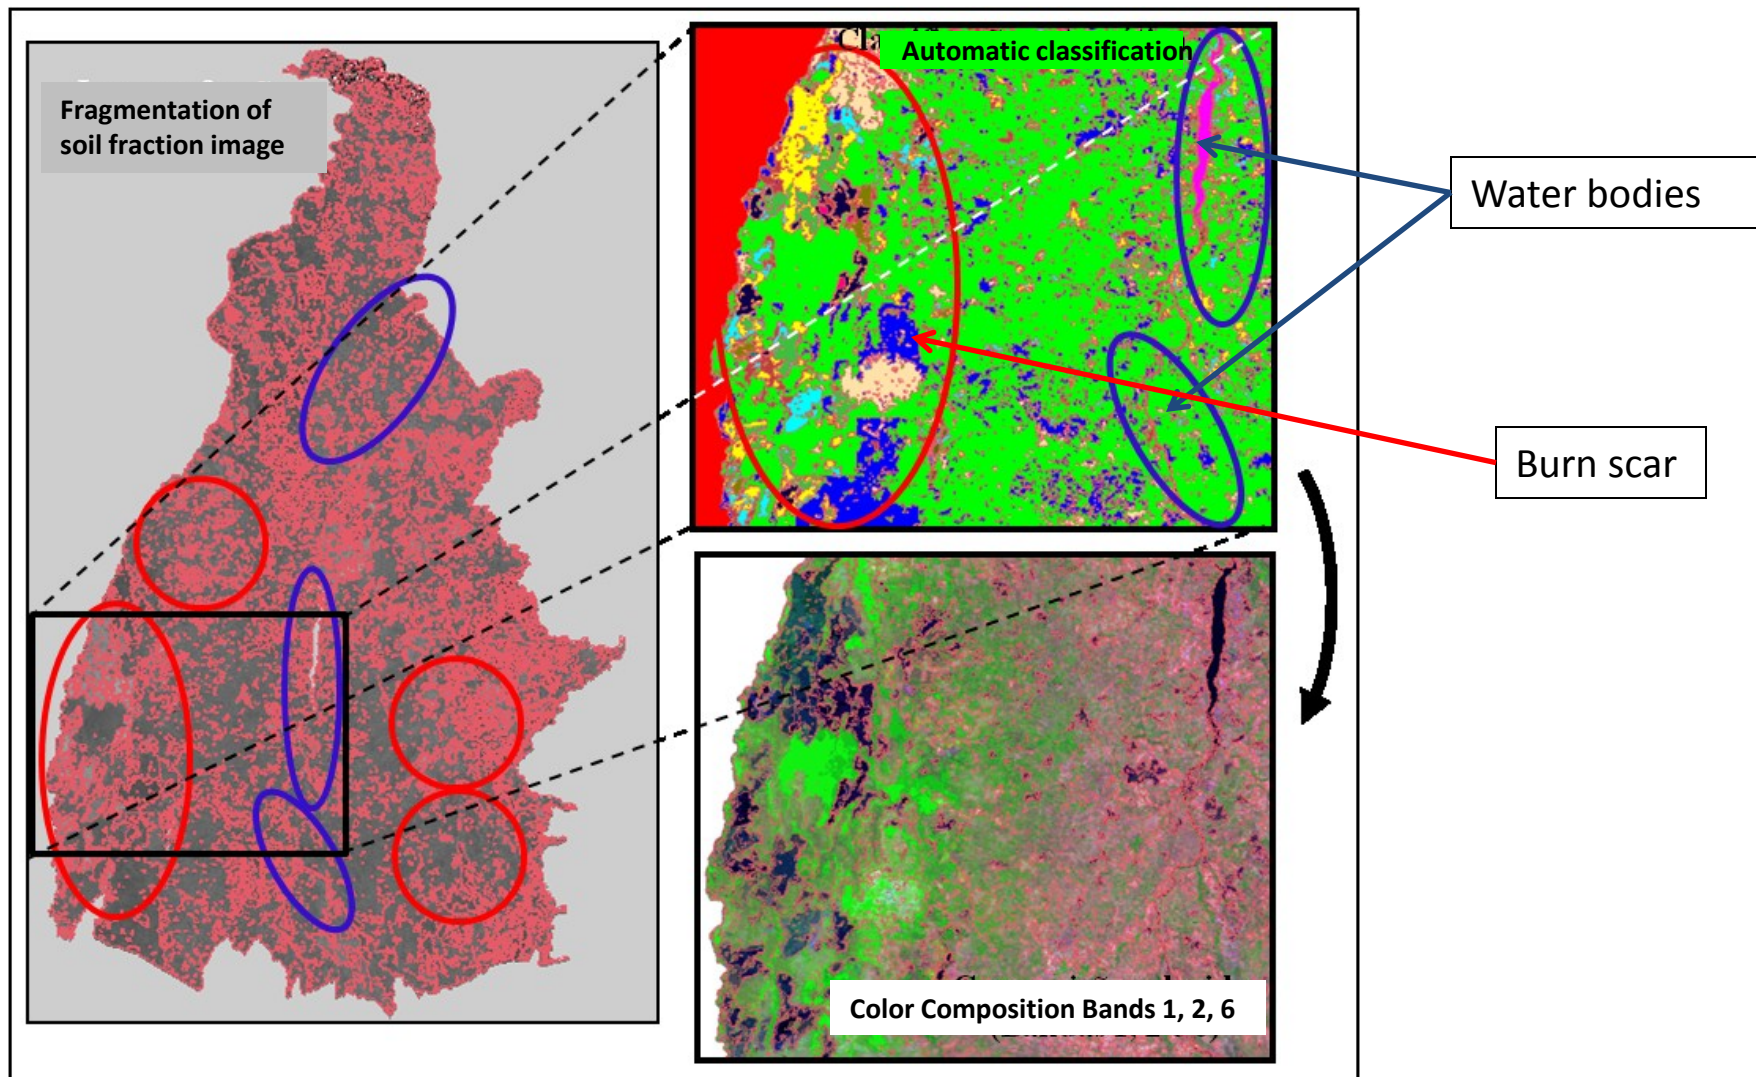 Fragmentation of
soil fraction image
Automatic classification
Water bodies
Burn scar
Color Composition Bands 1, 2, 6